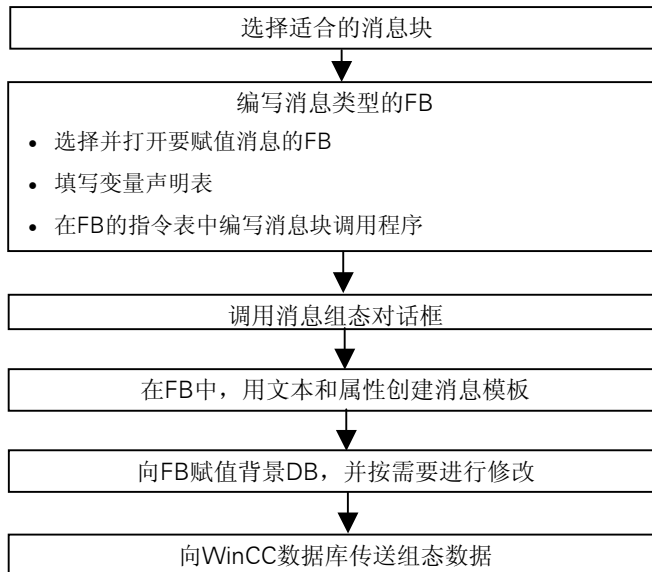 选择适合的消息块
编写消息类型的FB
• 选择并打开要赋值消息的FB
• 填写变量声明表
• 在FB的指令表中编写消息块调用程序
调用消息组态对话框
在FB中，用文本和属性创建消息模板
向FB赋值背景DB，并按需要进行修改
向WinCC数据库传送组态数据